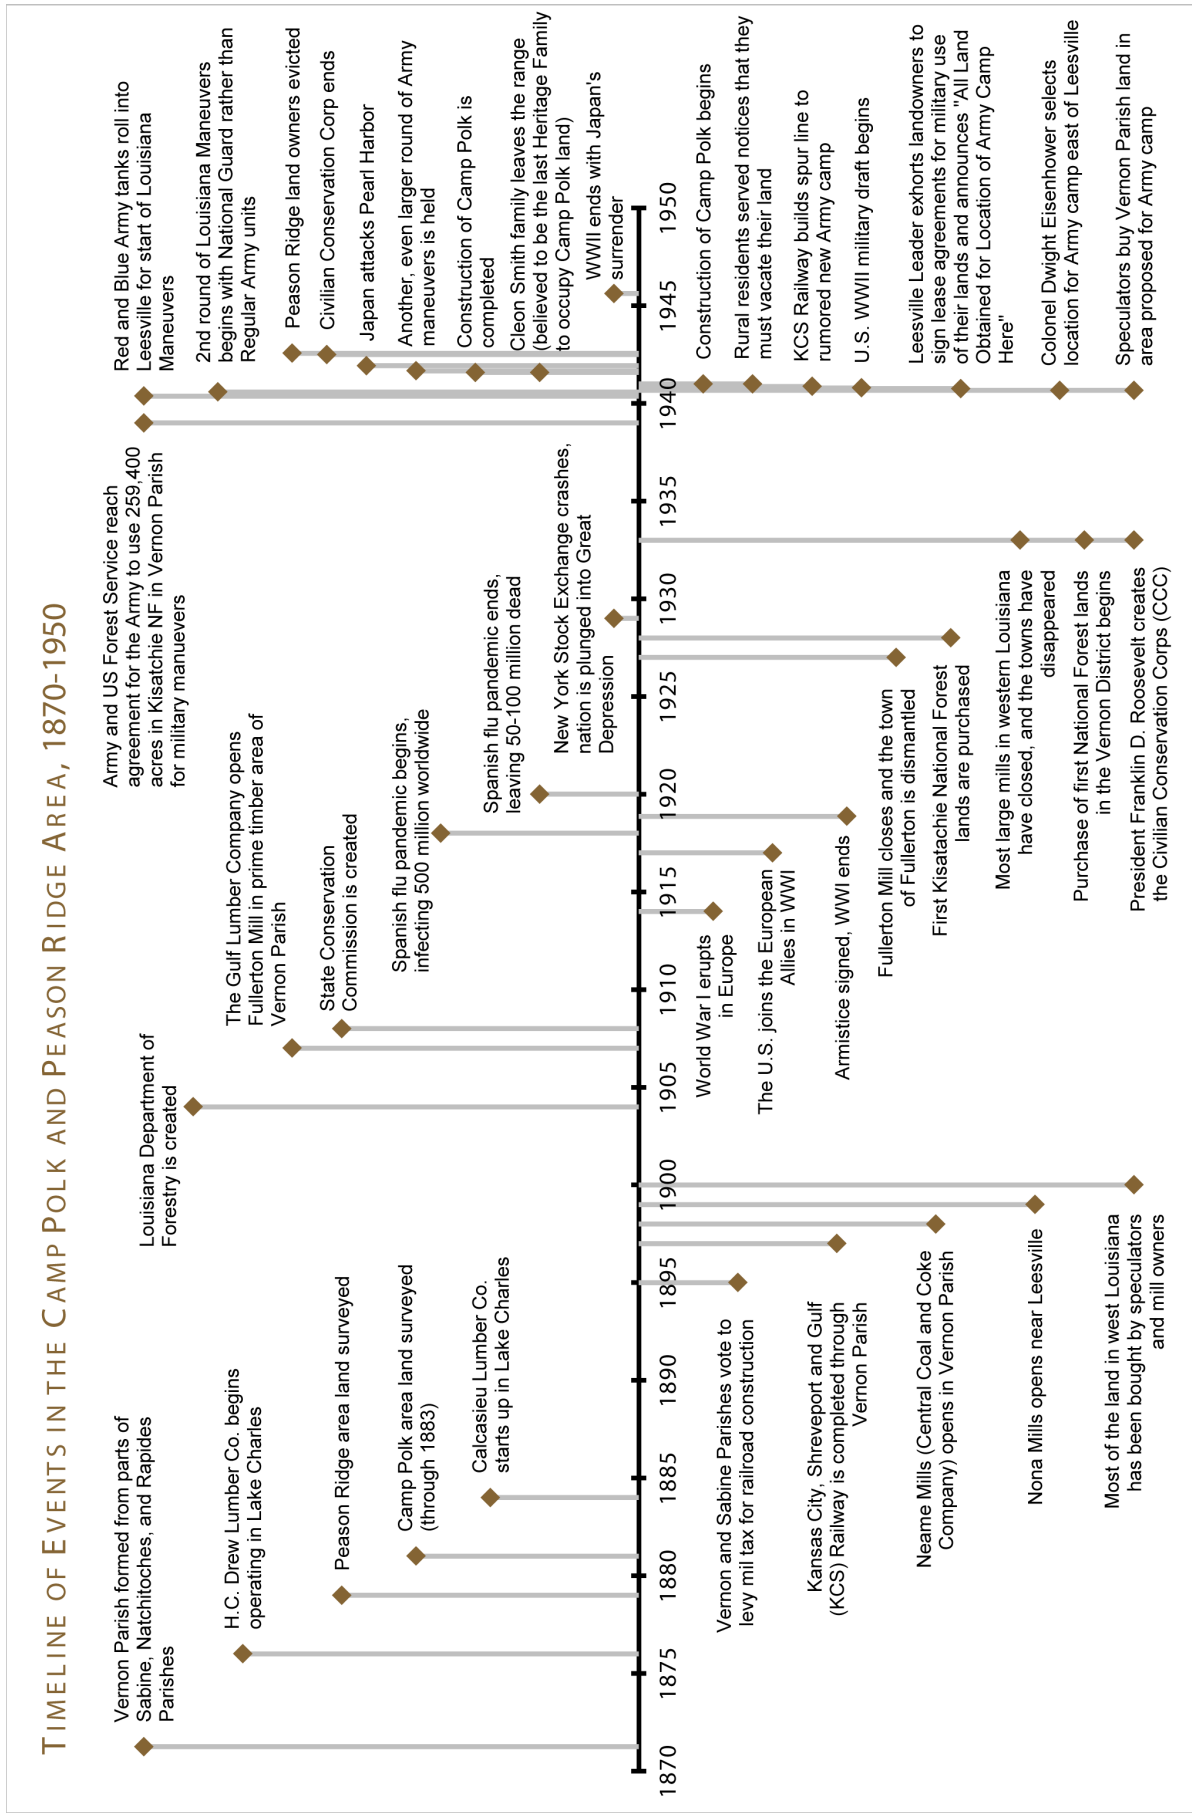 TIMELINE OF EVENTS IN THE CAMP POLK AND PEASON RIDGE AREA, 1870-1950
Vernon Parish formed from parts of
Sabine, Natchitoches, and Rapides
Parishes
H.C. Drew Lumber Co. begins
operating in Lake Charles
Peason Ridge area land surveyed
Camp Polk area land surveyed
(through 1883)
Calcasieu Lumber Co.
starts up in Lake Charles
Louisiana Department of
Forestry is created
The Gulf Lumber Company opens
Fullerton Mill in prime timber area of
Vernon Parish
State Conservation
Commission is created
Spanish flu pandemic begins,
infecting 500 million worldwide
Spanish flu pandemic ends,
leaving 50-100 million dead
New York Stock Exchange crashes,
nation is plunged into Great
Depression
Army and US Forest Service reach
agreement for the Army to use 259,400
acres in Kisatchie NF in Vernon Parish
for military manuevers
Red and Blue Army tanks roll into
Leesville for start of Louisiana
Maneuvers
2nd round of Louisiana Maneuvers
begins with National Guard rather than
Regular Army units
Peason Ridge land owners evicted
Civilian Conservation Corp ends
Japan attacks Pearl Harbor
Another, even larger round of Army
maneuvers is held
Construction of Camp Polk is
completed
Cleon Smith family leaves the range
(believed to be the last Heritage Family
to occupy Camp Polk land)
WWII ends with Japan's
surrender
1870
1875
1880
1885
1890
1895
1900
1905
1910
1915
1920
1925
1930
1935
1940
1945
1950
Vernon and Sabine Parishes vote to
levy mil tax for railroad construction
Kansas City, Shreveport and Gulf
(KCS) Railway is completed through
Vernon Parish
Neame Mills (Central Coal and Coke
Company) opens in Vernon Parish
Nona Mills opens near Leesville
Most of the land in west Louisiana
has been bought by speculators
and mill owners
World War I erupts
in Europe
The U.S. joins the European
Allies in WWI
Armistice signed, WWI ends
Fullerton Mill closes and the town
of Fullerton is dismantled
First Kisatachie National Forest
lands are purchased
Most large mills in western Louisiana
have closed, and the towns have
disappeared
Purchase of first National Forest lands
in the Vernon District begins
President Franklin D. Roosevelt creates
the Civilian Conservation Corps (CCC)
Construction of Camp Polk begins
Rural residents served notices that they
must vacate their land
KCS Railway builds spur line to
rumored new Army camp
U.S. WWII military draft begins
Leesville Leader exhorts landowners to
sign lease agreements for military use
of their lands and announces "All Land
Obtained for Location of Army Camp
Here"
Colonel Dwight Eisenhower selects
location for Army camp east of Leesville
Speculators buy Vernon Parish land in
area proposed for Army camp